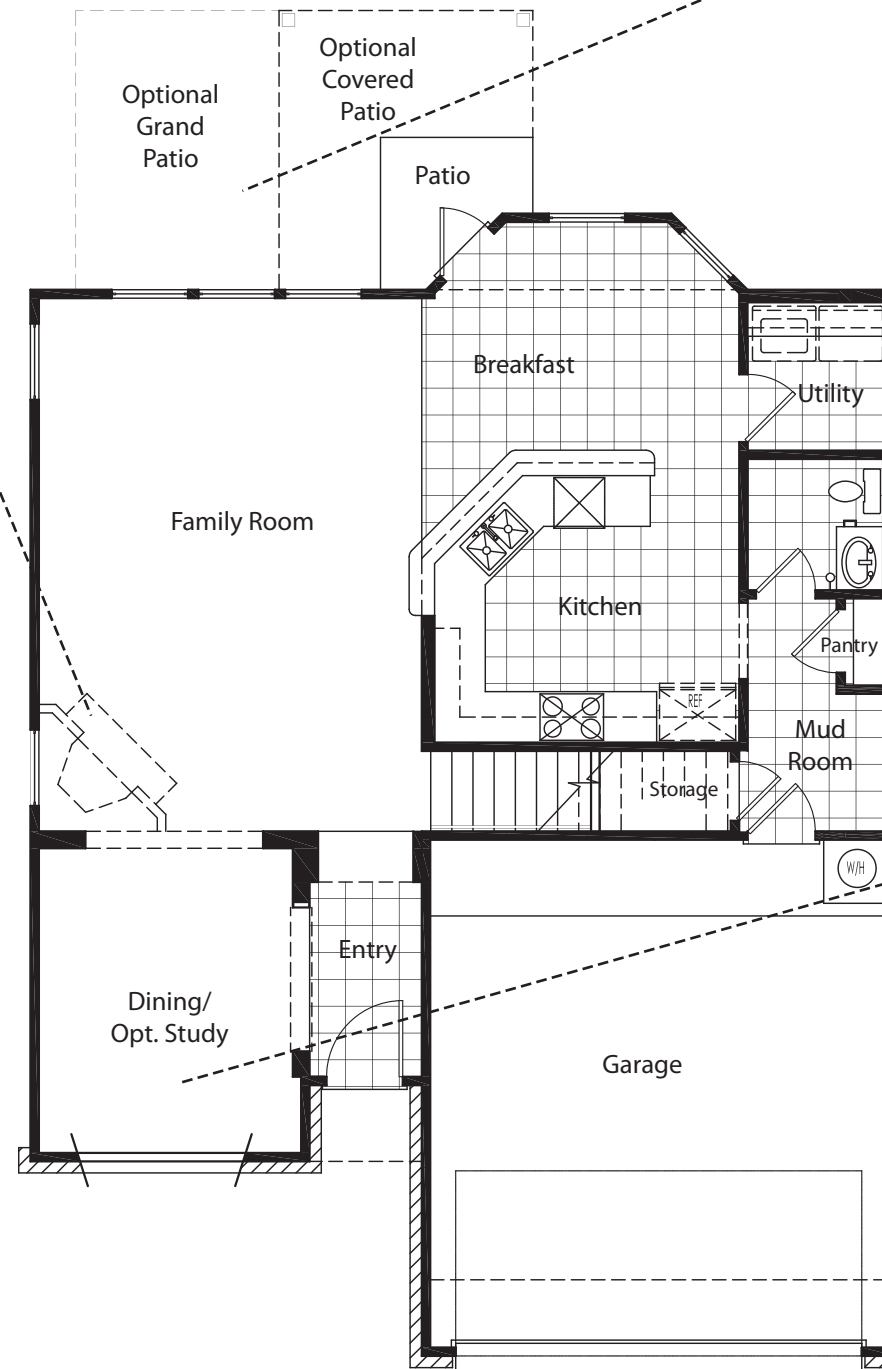 Optional
Grand
Patio
Optional
Covered
Patio
Patio
Breakfast
Utility
Family Room
Kitchen
Pantry
REF
Mud
Room
Storage
W/H
Entry
Dining/
Opt. Study
Garage